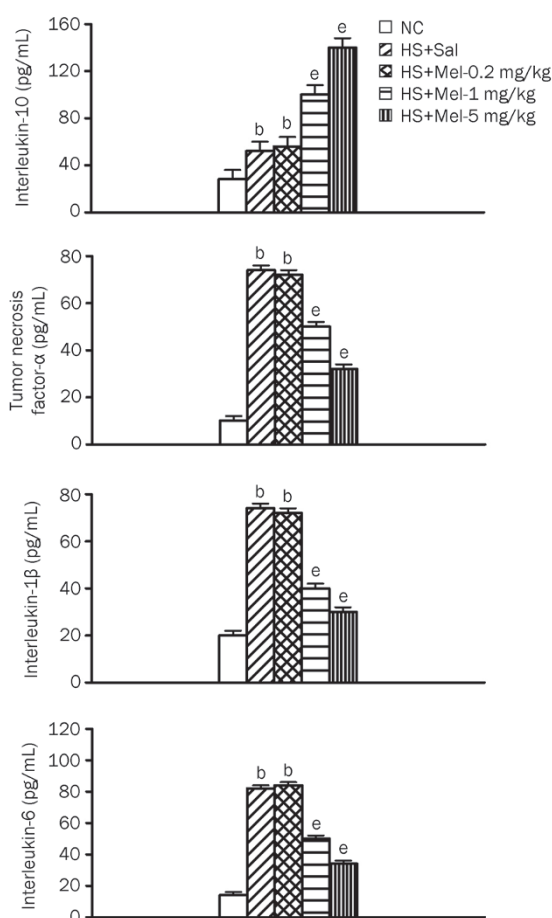 NC
HS+Sal
HS+Mel-0.2 mg/kg
HS+Mel-1 mg/kg
HS+Mel-5 mg/kg
Interleukin-10 (pg/mL)
160
120
80
40
0
b
b
e
e
Tumor necrosis
factor-α (pg/mL)
80
60
40
20
0
b
b
e
e
Interleukin-1β (pg/mL)
80
60
40
20
0
b
b
e
e
Interleukin-6 (pg/mL)
120
100
80
60
40
20
0
b
b
e
e